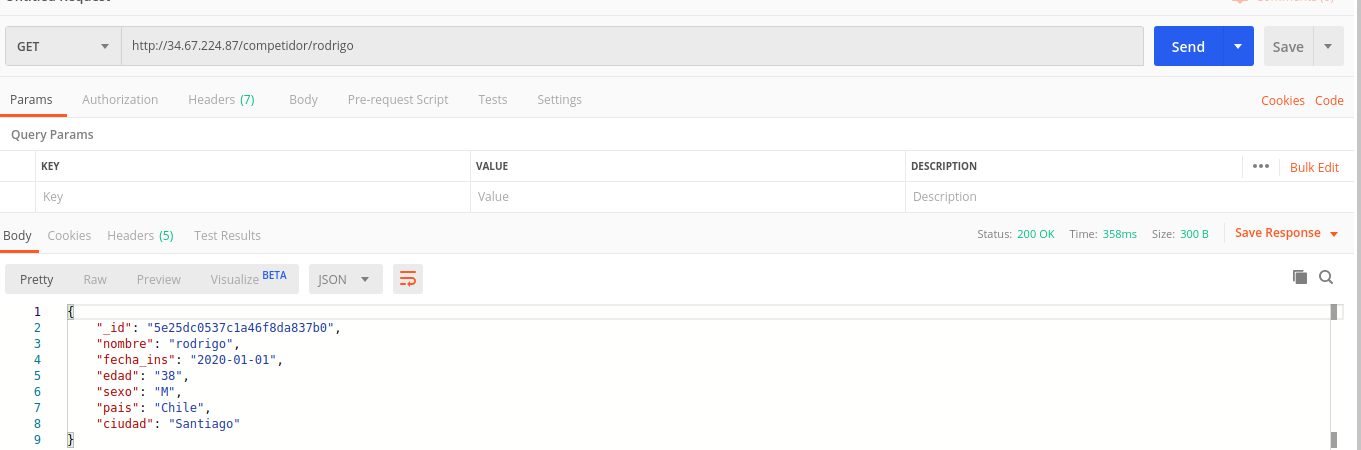 Untitled Request
Comments (0)
GET http://34.67.224.87/competidor/rodrigo Send Save
Params Authorization Headers (7) Body Pre-request Script Tests Settings Cookies Code
Query Params
KEY VALUE DESCRIPTION ••• Bulk Edit
Key Value Description
Body Cookies Headers (5) Test Results Status: 200 OK Time: 358ms Size: 300 B Save Response
Pretty Raw Preview Visualize BETA JSON
1 {
2 "_id": "5e25dc0537c1a46f8da837b0",
3 "nombre": "rodrigo",
4 "fecha_ins": "2020-01-01",
5 "edad": "38",
6 "sexo": "M",
7 "pais": "Chile",
8 "ciudad": "Santiago"
9 }